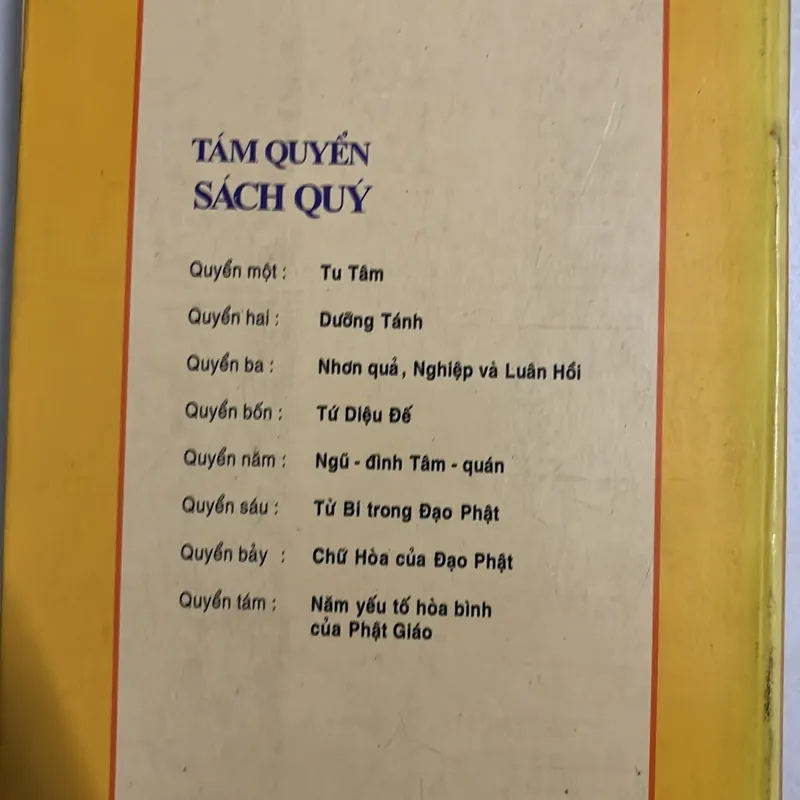 TÁM QUYỂN
SÁCH QUÝ
Quyển một : Tu Tâm
Quyển hai : Dưỡng Tánh
Quyển ba : Nhơn quả, Nghiệp và Luân Hồi
Quyển bốn : Tứ Diệu Đế
Quyển năm : Ngũ - đình Tâm - quán
Quyển sáu : Từ Bi trong Đạo Phật
Quyển bảy : Chữ Hòa của Đạo Phật
Quyển tám : Năm yếu tố hòa bình
của Phật Giáo